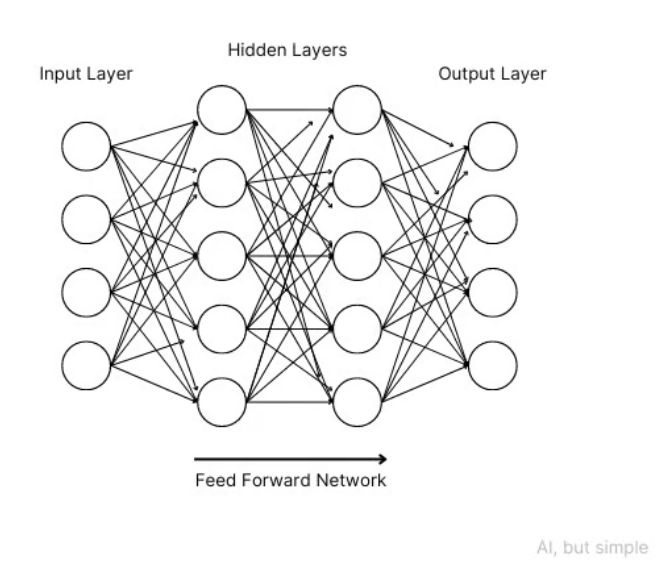 Hidden Layers
Input Layer
Output Layer
Feed Forward Network
AI, but simple